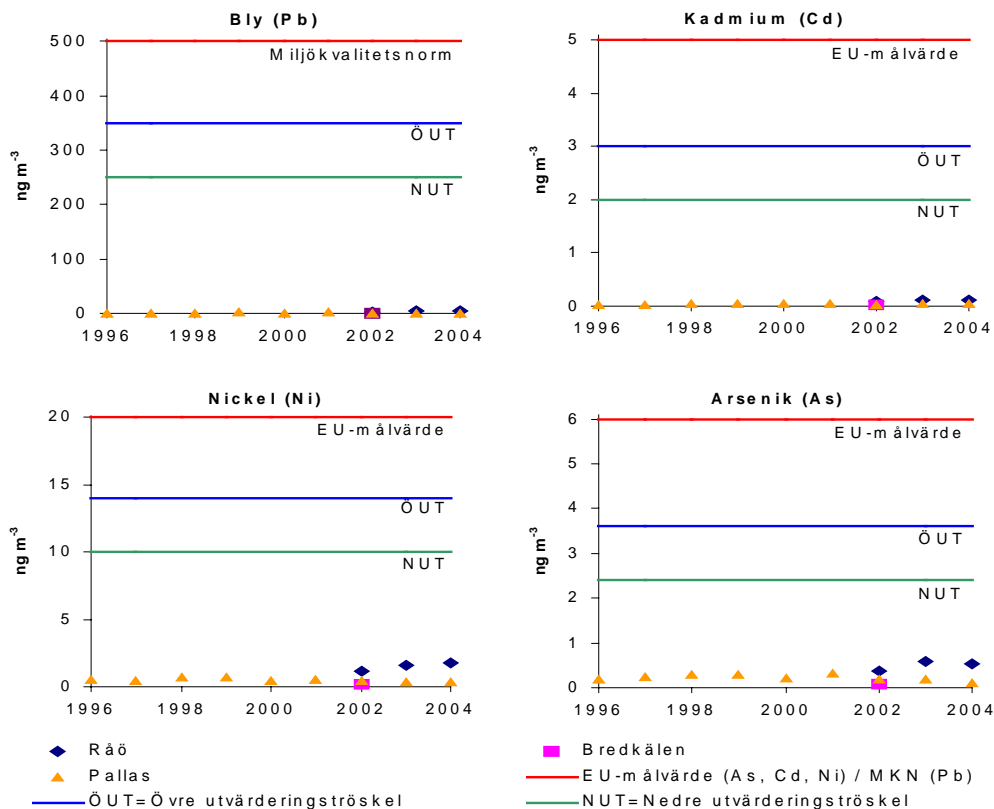 Bly (Pb)
500
Miljökvalitetsnorm
400
ÖUT
300
NUT
200
100
0
ng m-3
1996 1998 2000 2002 2004
Kadmium (Cd)
5
EU-målvärde
4
3
ÖUT
2
NUT
1
0
ng m-3
1996 1998 2000 2002 2004
Nickel (Ni)
20
EU-målvärde
15
ÖUT
10
NUT
5
0
ng m-3
1996 1998 2000 2002 2004
Arsenik (As)
6
EU-målvärde
5
4
ÖUT
3
NUT
2
1
0
ng m-3
1996 1998 2000 2002 2004
Råö
Bredkälen
Pallas
EU-målvärde (As, Cd, Ni) / MKN (Pb)
ÖUT=Övre utvärderingströskel
NUT=Nedre utvärderingströskel